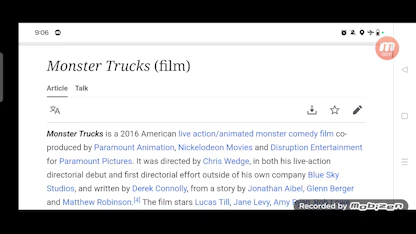 9:06
Monster Trucks (film)
Article Talk
Monster Trucks is a 2016 American live action/animated monster comedy film co-
produced by Paramount Animation, Nickelodeon Movies and Disruption Entertainment
for Paramount Pictures. It was directed by Chris Wedge, in both his live-action
directorial debut and first directorial effort outside of his own company Blue Sky
Studios, and written by Derek Connolly, from a story by Jonathan Aibel, Glenn Berger
and Matthew Robinson.[4] The film stars Lucas Till, Jane Levy, Amy
Recorded by Mobizen